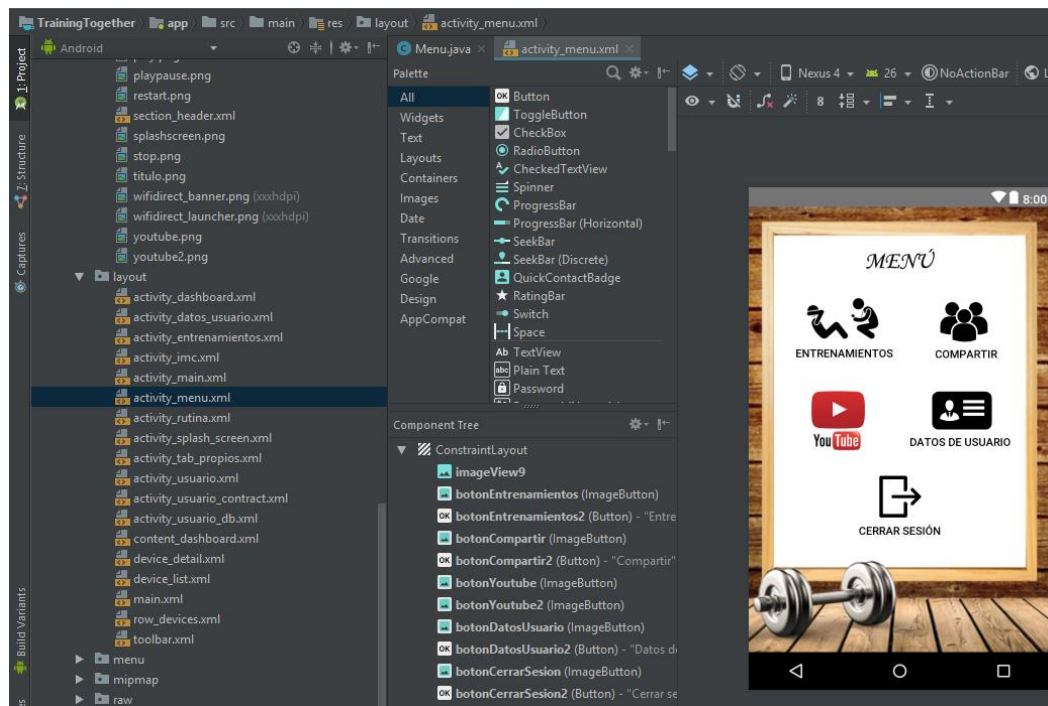 TrainingTogether app src main res layout activity_menu.xml
1: Project
Z: Structure
Captures
Build Variants
Android
playpause.png
restart.png
section_header.xml
splashscreen.png
stop.png
titulo.png
wifidirect_banner.png (xxxhdpi)
wifidirect_launcher.png (xxxhdpi)
youtube.png
youtube2.png
layout
activity_dashboard.xml
activity_datos_usuario.xml
activity_entrenamientos.xml
activity_imc.xml
activity_main.xml
activity_menu.xml
activity_rutina.xml
activity_splash_screen.xml
activity_tab_propios.xml
activity_usuario.xml
activity_usuario_contract.xml
activity_usuario_db.xml
content_dashboard.xml
device_detail.xml
device_list.xml
main.xml
row_devices.xml
toolbar.xml
menu
mipmap
raw
Menu.java activity_menu.xml
Palette
All
Widgets
Text
Layouts
Containers
Images
Date
Transitions
Advanced
Google
Design
AppCompat
OK Button
ToggleButton
CheckBox
RadioButton
CheckedTextView
Spinner
ProgressBar
ProgressBar (Horizontal)
SeekBar
SeekBar (Discrete)
QuickContactBadge
RatingBar
Switch
Space
Ab TextView
abc Plain Text
Password
Component Tree
ConstraintLayout
imageView9
botonEntrenamientos (ImageButton)
OK botonEntrenamientos2 (Button) - "Entre
botonCompartir (ImageButton)
OK botonCompartir2 (Button) - "Compartir"
botonYoutube (ImageButton)
botonYoutube2 (ImageButton)
botonDatosUsuario (ImageButton)
OK botonDatosUsuario2 (Button) - "Datos d
botonCerrarSesion (ImageButton)
OK botonCerrarSesion2 (Button) - "Cerrar se
Nexus 4 26 NoActionBar L
8
8:00
MENÚ
ENTRENAMIENTOS COMPARTIR
YouTube DATOS DE USUARIO
CERRAR SESIÓN